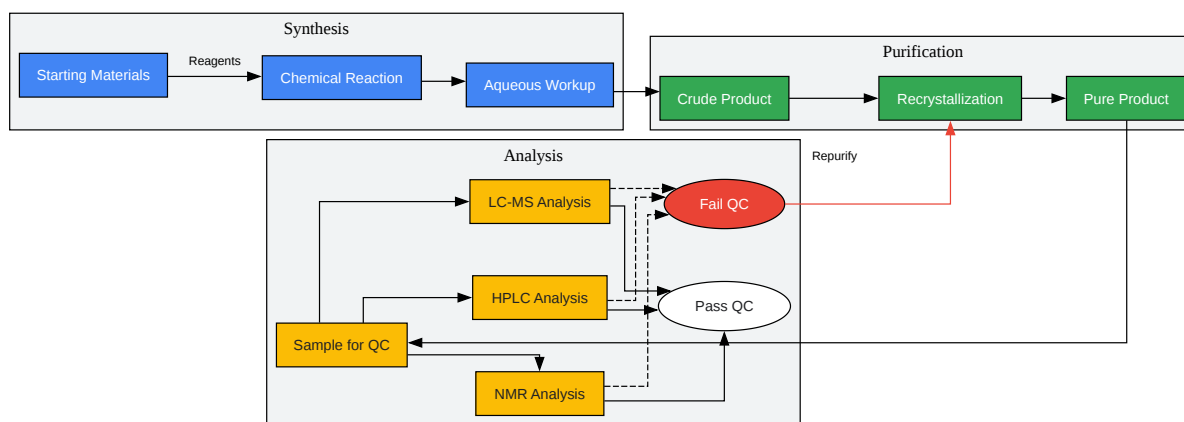 Synthesis
Starting Materials
Reagents
Chemical Reaction
Aqueous Workup
Purification
Crude Product
Recrystallization
Pure Product
Repurify
Analysis
LC-MS Analysis
Fail QC
HPLC Analysis
Pass QC
Sample for QC
NMR Analysis